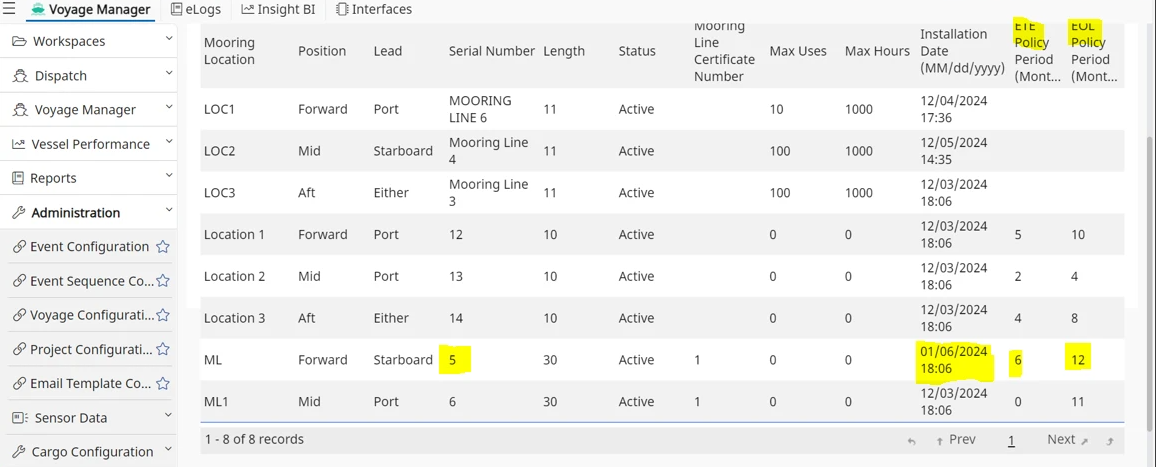 Voyage Manager eLogs Insight BI Interfaces
Workspaces
Dispatch
Voyage Manager
Vessel Performance
Reports
Administration
Event Configuration
Event Sequence Co...
Voyage Configurati...
Project Configurati...
Email Template Co...
Sensor Data
Cargo Configuration
Mooring
Location
Position
Lead
Serial Number
Length
Status
Mooring
Line
Certificate
Number
Max Uses
Max Hours
Installation
Date
(MM/dd/yyyy)
ETE
Policy
Period
(Mont...
EOL
Policy
Period
(Mont...
LOC1 Forward Port MOORING 11 Active 10 1000 12/04/2024
LINE 6 17:36
LOC2 Mid Starboard Mooring Line 11 Active 100 1000 12/05/2024
4 14:35
LOC3 Aft Either Mooring Line 11 Active 100 1000 12/03/2024
3 18:06
Location 1 Forward Port 12 10 Active 0 0 12/03/2024 5 10
18:06
Location 2 Mid Port 13 10 Active 0 0 12/03/2024 2 4
18:06
Location 3 Aft Either 14 10 Active 0 0 12/03/2024 4 8
18:06
ML Forward Starboard 5 30 Active 1 0 0 01/06/2024 6 12
18:06
ML1 Mid Port 6 30 Active 1 0 0 12/03/2024 0 11
18:06
1 - 8 of 8 records Prev 1 Next